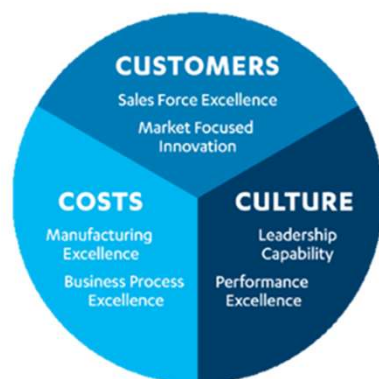 CUSTOMERS
Sales Force Excellence
Market Focused
Innovation
COSTS
Manufacturing
Excellence
Business Process
Excellence
CULTURE
Leadership
Capability
Performance
Excellence